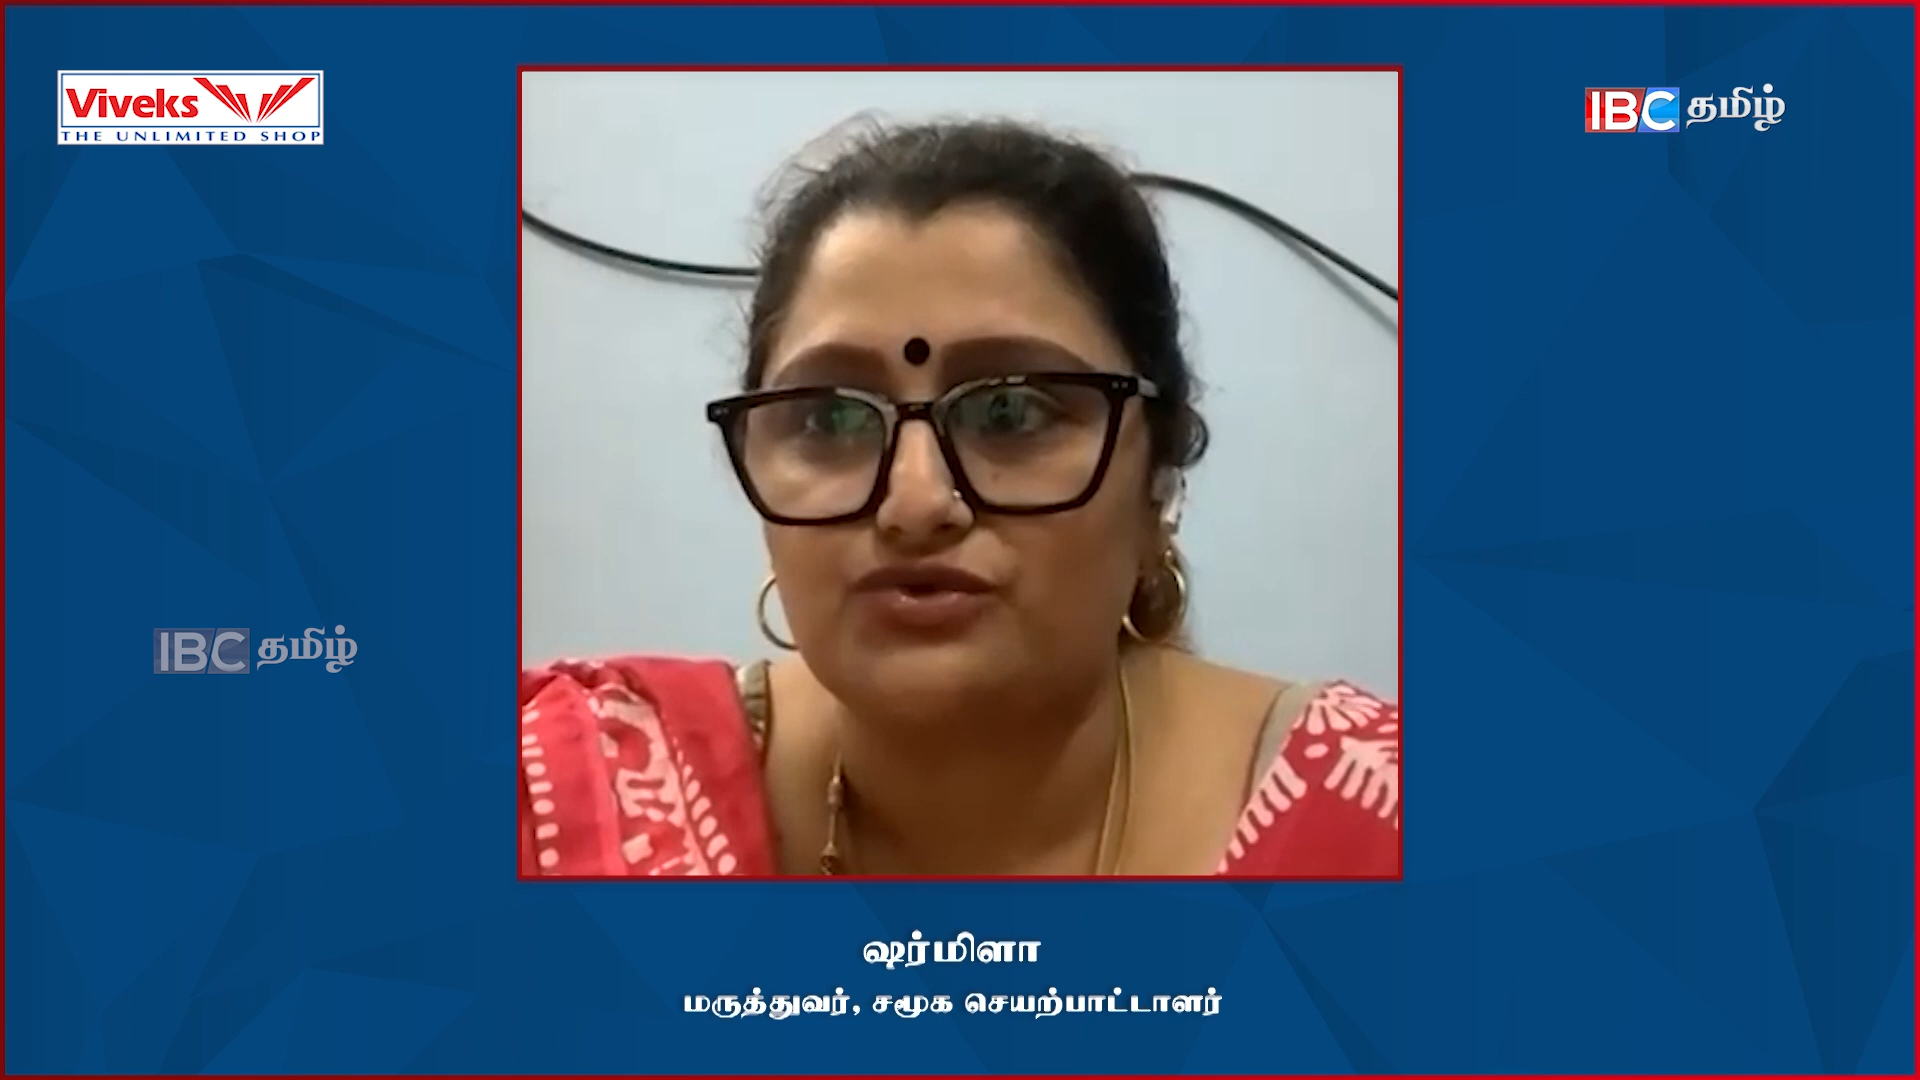 Viveks
THE UNLIMITED SHOP
IBC தமிழ்
IBC தமிழ்
ஷர்மிளா
மருத்துவர், சமூக செயற்பாட்டாளர்